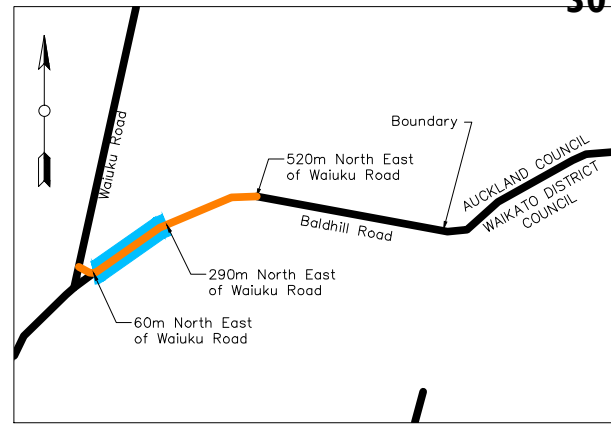 30
Waiuku Road
Boundary
520m North East
of Waiuku Road
AUCKLAND COUNCIL
WAIKATO DISTRICT
COUNCIL
Baldhill Road
290m North East
of Waiuku Road
60m North East
of Waiuku Road